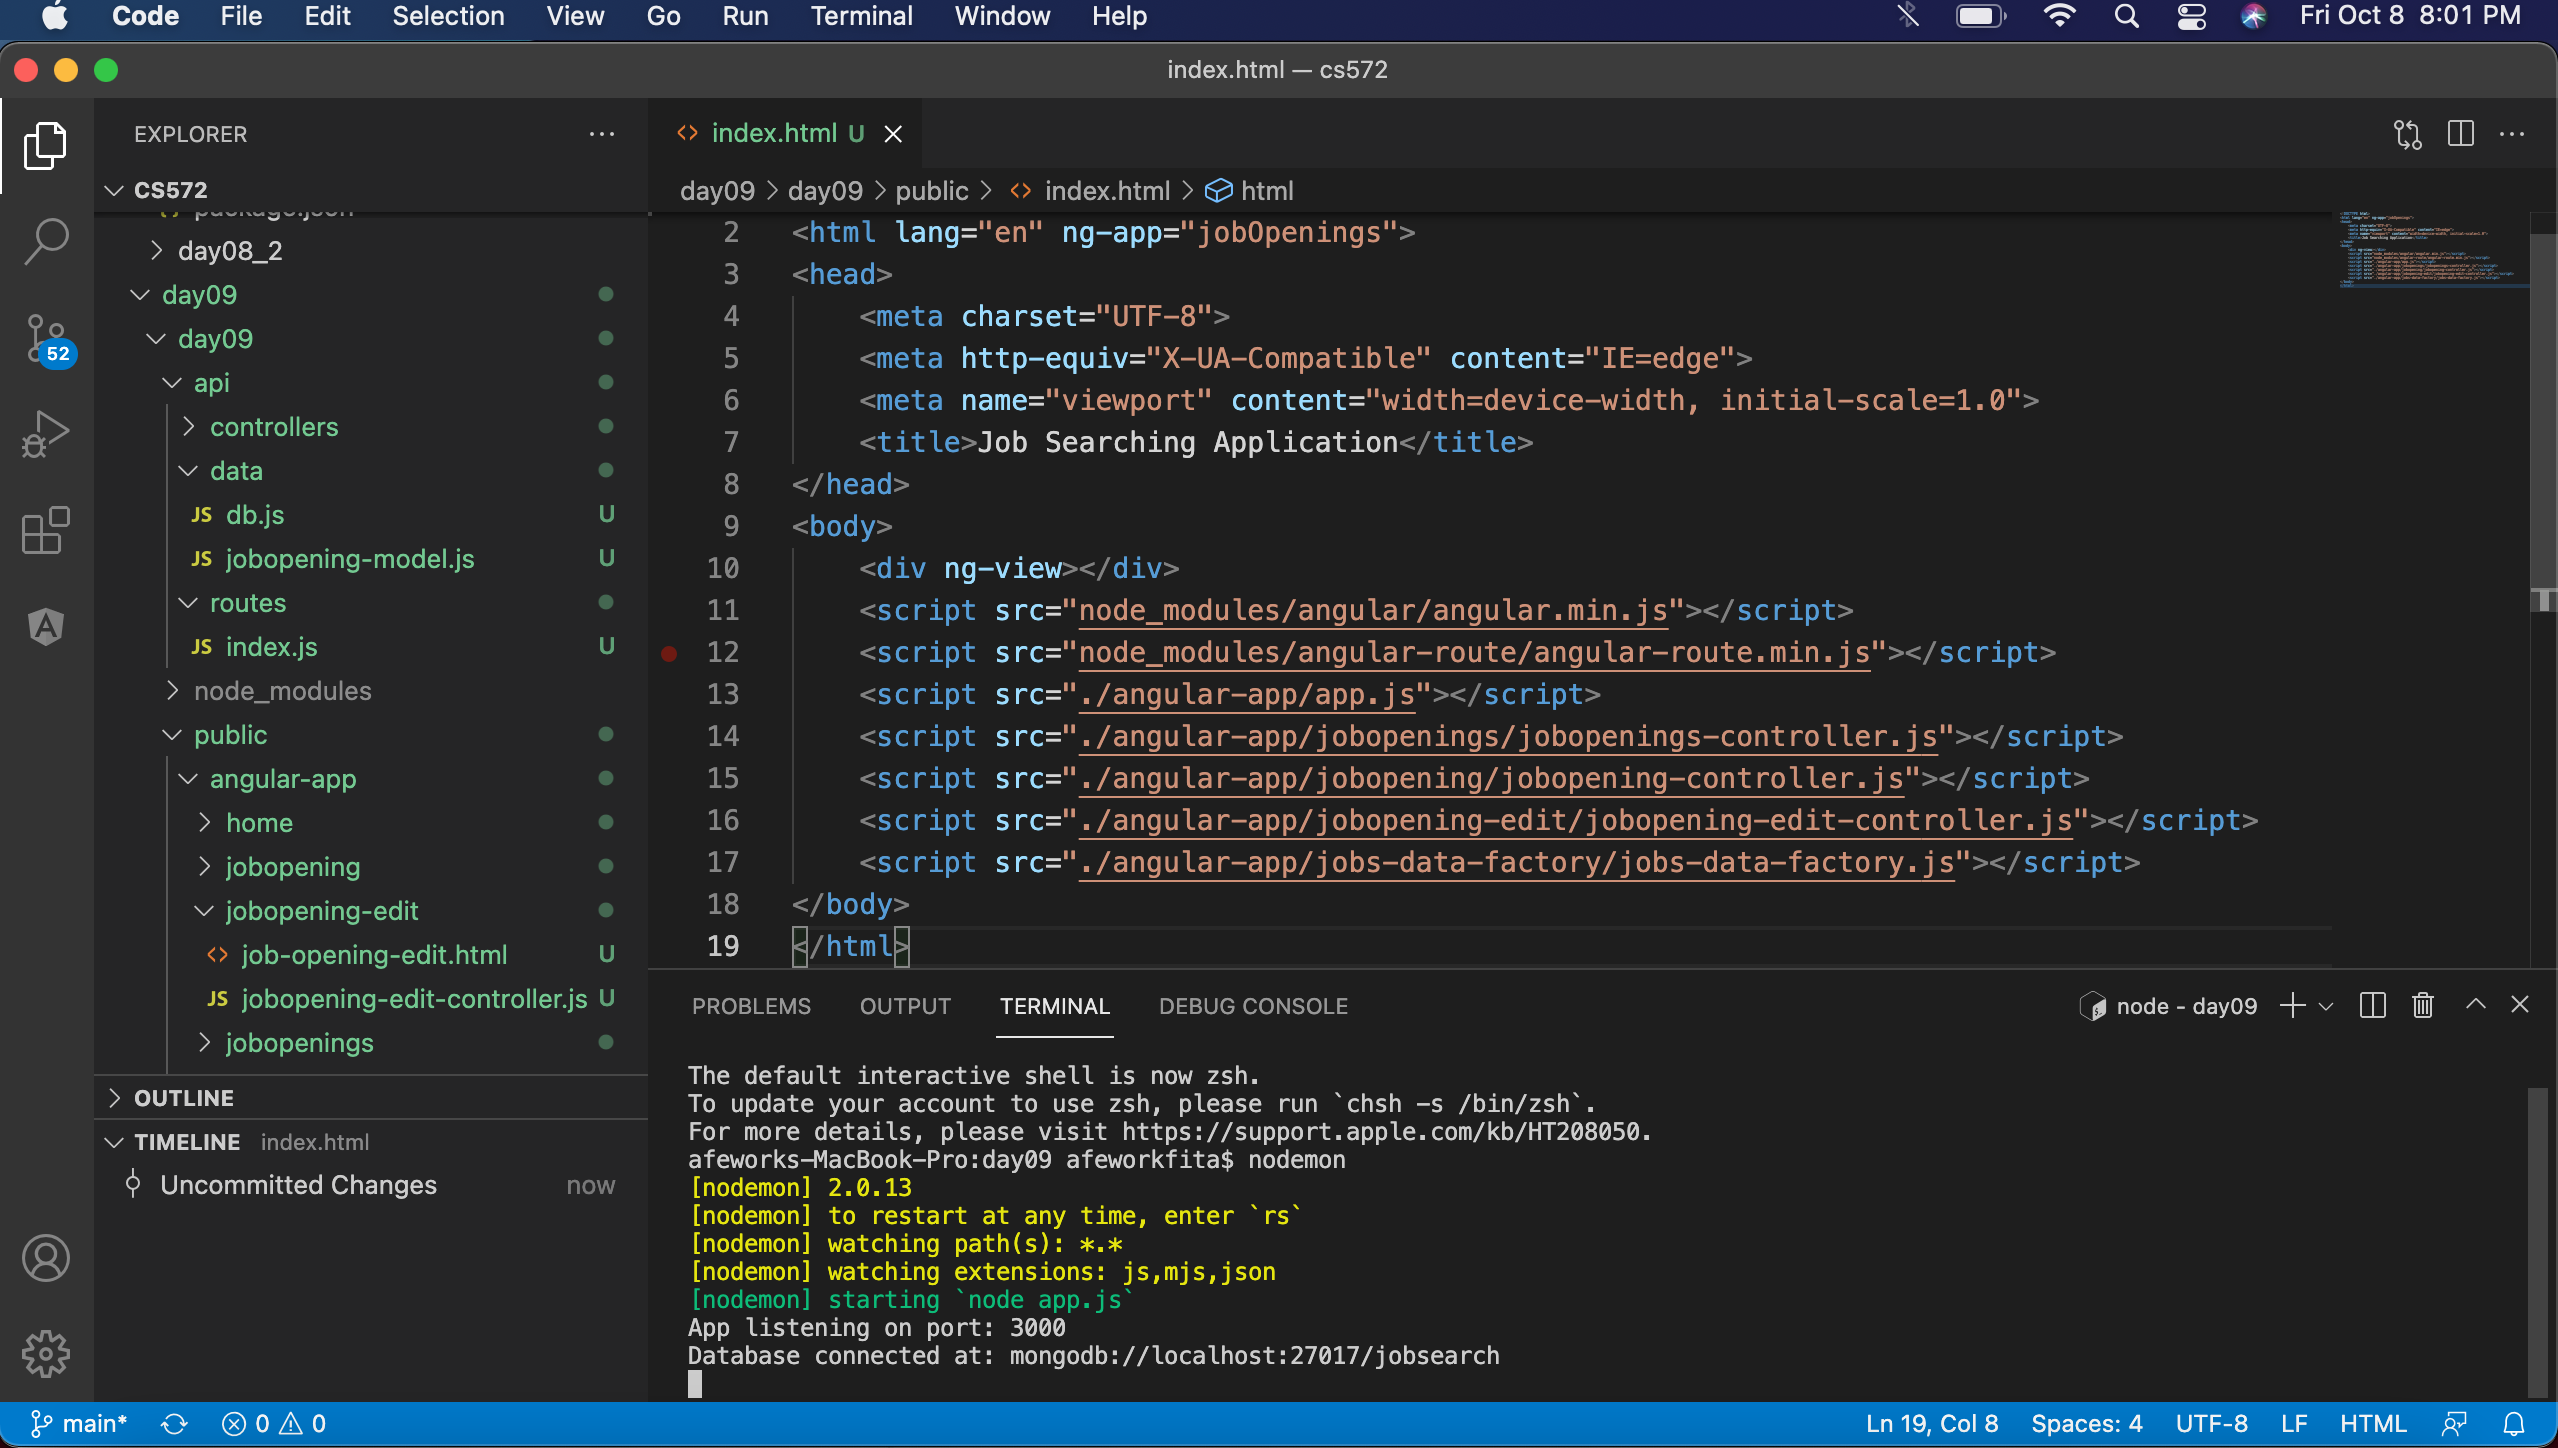 Code File Edit Selection View Go Run Terminal Window Help Fri Oct 8 8:01 PM
index.html — cs572
EXPLORER
CS572
package.json
day08_2
day09
day09
api
controllers
data
JS db.js U
JS jobopening-model.js U
routes
JS index.js U
node_modules
public
angular-app
home
jobopening
jobopening-edit
<> job-opening-edit.html U
JS jobopening-edit-controller.js U
jobopenings
OUTLINE
TIMELINE index.html
Uncommitted Changes now
52
<> index.html U
day09 > day09 > public > <> index.html > html
2 <html lang="en" ng-app="jobOpenings">
3 <head>
4 <meta charset="UTF-8">
5 <meta http-equiv="X-UA-Compatible" content="IE=edge">
6 <meta name="viewport" content="width=device-width, initial-scale=1.0">
7 <title>Job Searching Application</title>
8 </head>
9 <body>
10 <div ng-view></div>
11 <script src="node_modules/angular/angular.min.js"></script>
12 <script src="node_modules/angular-route/angular-route.min.js"></script>
13 <script src="./angular-app/app.js"></script>
14 <script src="./angular-app/jobopenings/jobopenings-controller.js"></script>
15 <script src="./angular-app/jobopening/jobopening-controller.js"></script>
16 <script src="./angular-app/jobopening-edit/jobopening-edit-controller.js"></script>
17 <script src="./angular-app/jobs-data-factory/jobs-data-factory.js"></script>
18 </body>
19 </html>
PROBLEMS OUTPUT TERMINAL DEBUG CONSOLE node - day09
The default interactive shell is now zsh.
To update your account to use zsh, please run `chsh -s /bin/zsh`.
For more details, please visit https://support.apple.com/kb/HT208050.
afeworks-MacBook-Pro:day09 afeworkfita$ nodemon
[nodemon] 2.0.13
[nodemon] to restart at any time, enter `rs`
[nodemon] watching path(s): *.*
[nodemon] watching extensions: js,mjs,json
[nodemon] starting `node app.js`
App listening on port: 3000
Database connected at: mongodb://localhost:27017/jobsearch
main* 0 0 Ln 19, Col 8 Spaces: 4 UTF-8 LF HTML